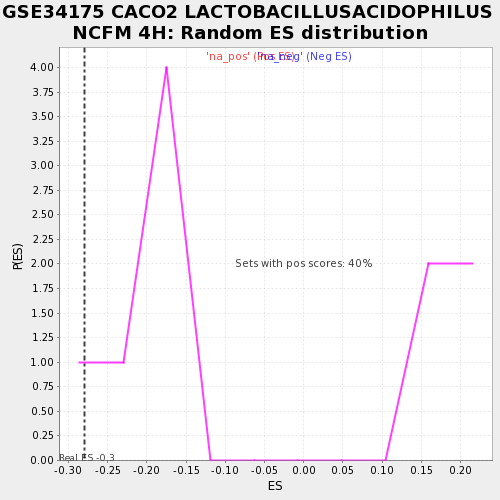 GSE34175 CACO2 LACTOBACILLUSACIDOPHILUS
NCFM 4H: Random ES distribution
'na_pos' (Pos ES) 'na_neg' (Neg ES)
4.00
3.75
3.50
3.25
3.00
2.75
2.50
2.25
2.00
1.75
1.50
1.25
1.00
0.75
0.50
0.25
0.00
P(ES)
Sets with pos scores: 40%
Real ES -0.3
-0.30 -0.25 -0.20 -0.15 -0.10 -0.05 0.00 0.05 0.10 0.15 0.20
ES